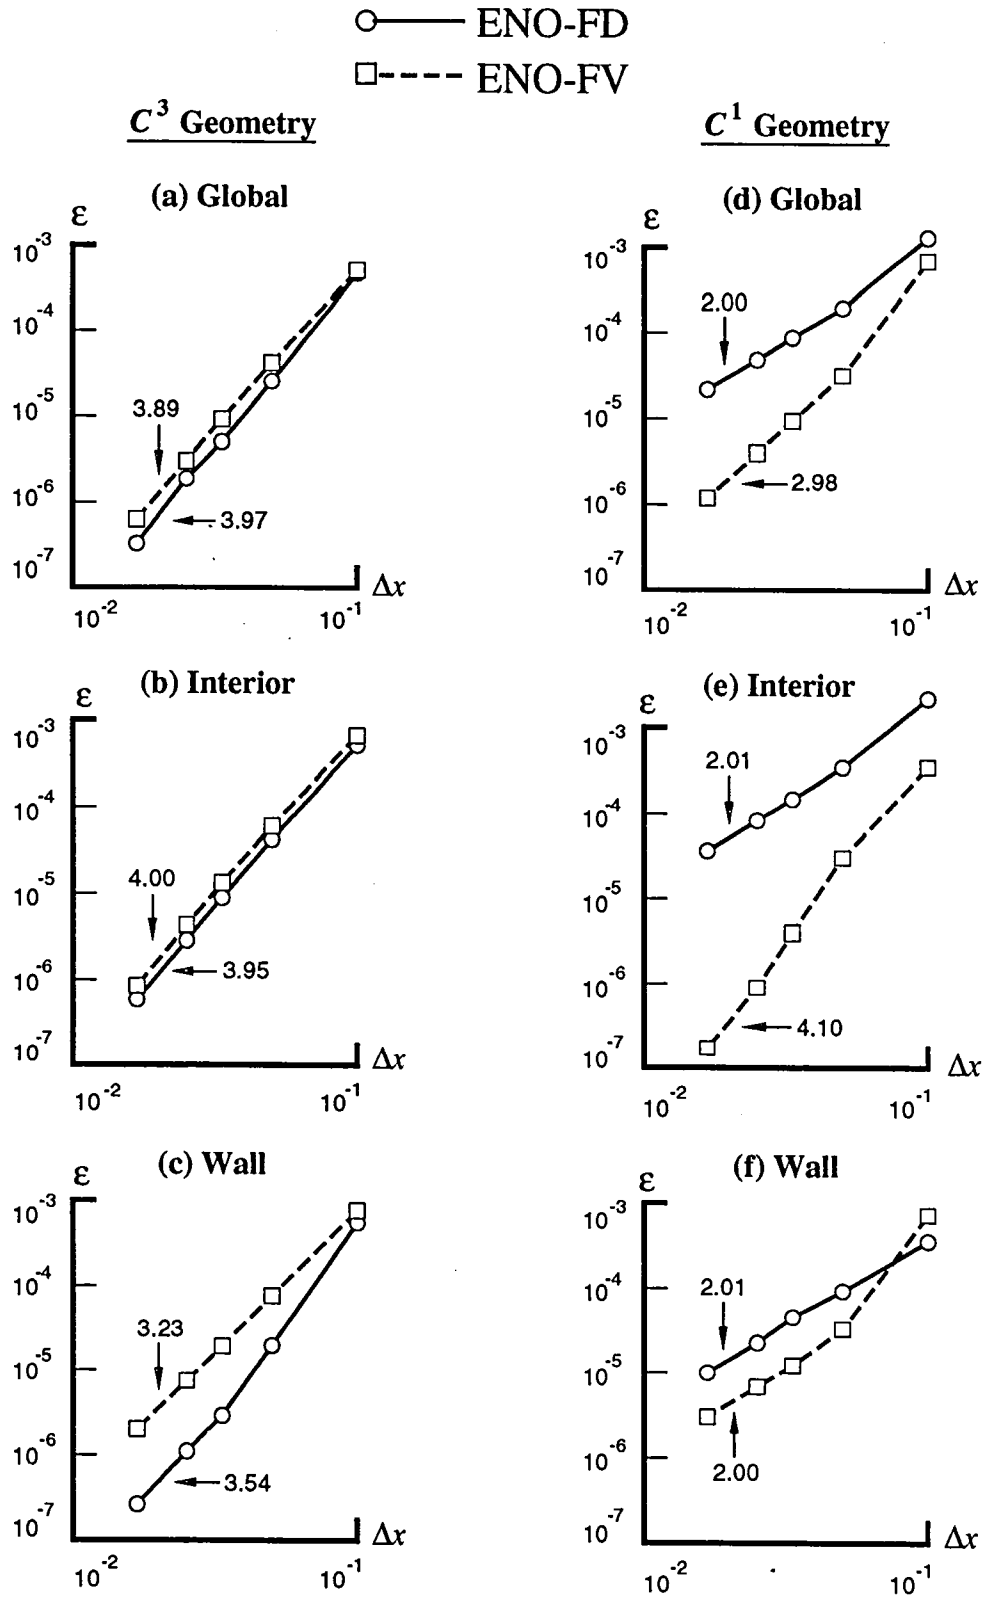 ENO-FD
ENO-FV
C³ Geometry
C¹ Geometry
(a) Global
ε
10⁻³
10⁻⁴
10⁻⁵
10⁻⁶
10⁻⁷
3.89
3.97
Δx
10⁻²
10⁻¹
(d) Global
ε
10⁻³
10⁻⁴
10⁻⁵
10⁻⁶
10⁻⁷
2.00
2.98
Δx
10⁻²
10⁻¹
(b) Interior
ε
10⁻³
10⁻⁴
10⁻⁵
10⁻⁶
10⁻⁷
4.00
3.95
Δx
10⁻²
10⁻¹
(e) Interior
ε
10⁻³
10⁻⁴
10⁻⁵
10⁻⁶
10⁻⁷
2.01
4.10
Δx
10⁻²
10⁻¹
(c) Wall
ε
10⁻³
10⁻⁴
10⁻⁵
10⁻⁶
10⁻⁷
3.23
3.54
Δx
10⁻²
10⁻¹
(f) Wall
ε
10⁻³
10⁻⁴
10⁻⁵
10⁻⁶
10⁻⁷
2.01
2.00
Δx
10⁻²
10⁻¹